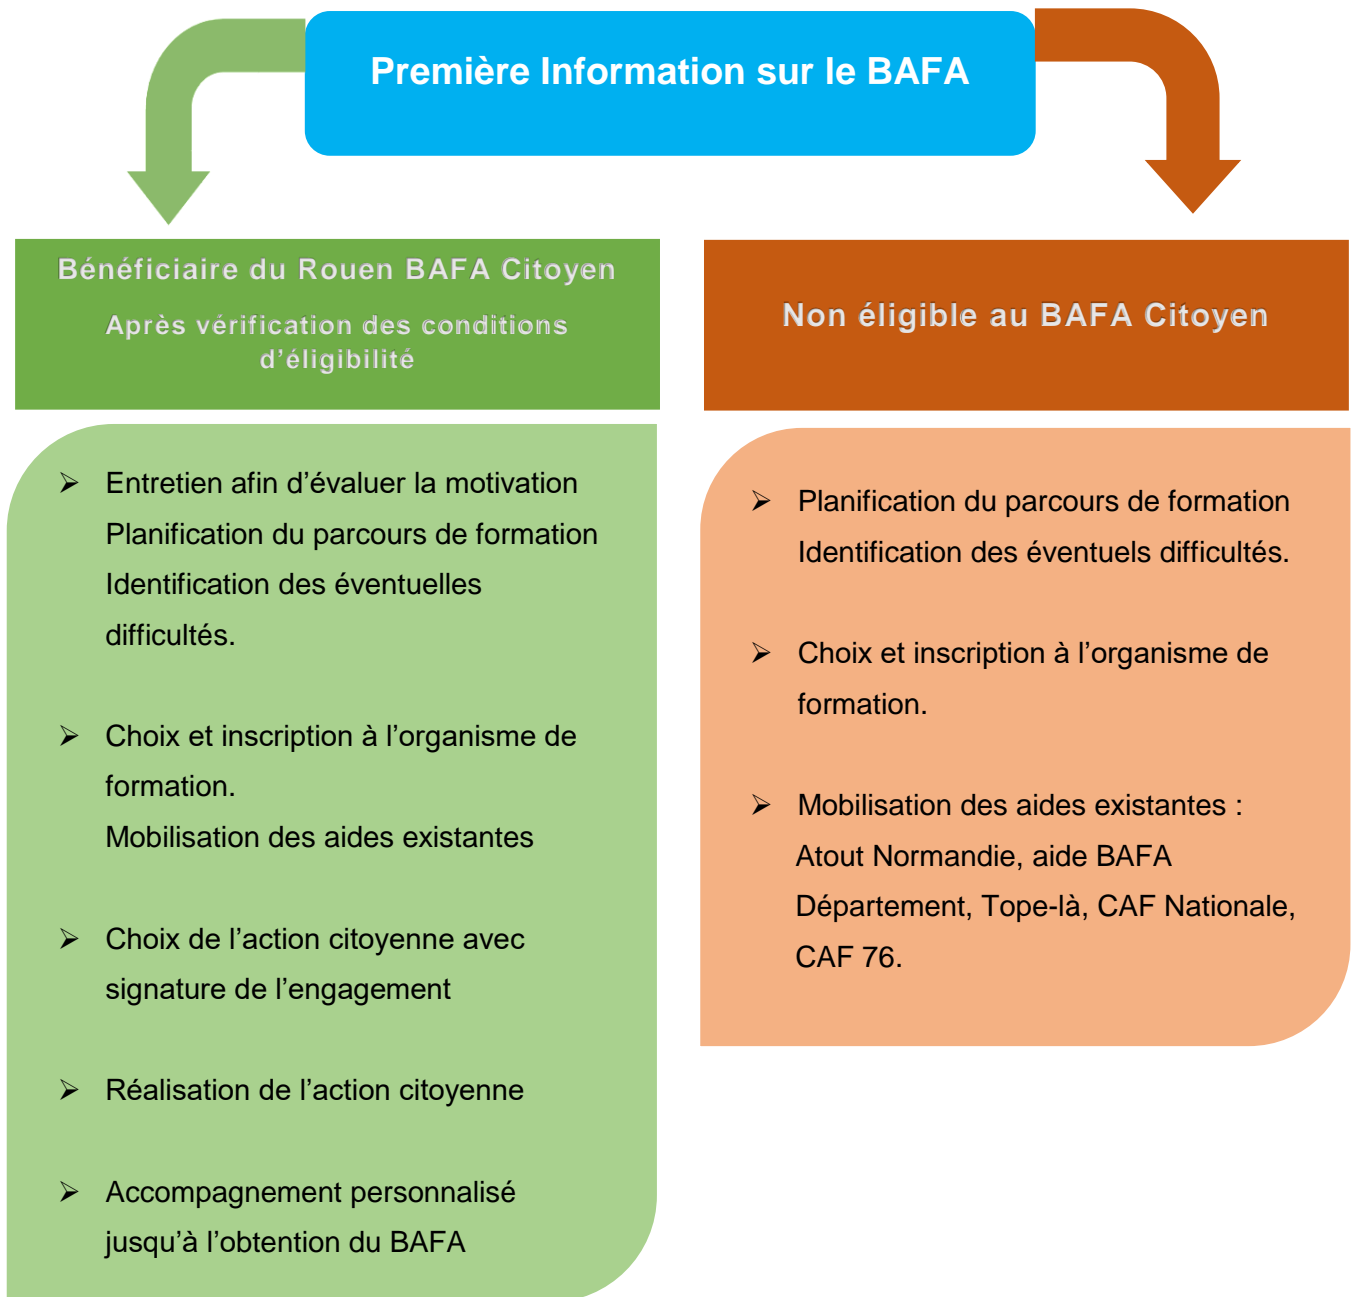 Première Information sur le BAFA
Bénéficiaire du Rouen BAFA Citoyen
Après vérification des conditions
d’éligibilité
➢ Entretien afin d’évaluer la motivation
Planification du parcours de formation
Identification des éventuelles
difficultés.
➢ Choix et inscription à l’organisme de
formation.
Mobilisation des aides existantes
➢ Choix de l’action citoyenne avec
signature de l’engagement
➢ Réalisation de l’action citoyenne
➢ Accompagnement personnalisé
jusqu’à l’obtention du BAFA
Non éligible au BAFA Citoyen
➢ Planification du parcours de formation
Identification des éventuels difficultés.
➢ Choix et inscription à l’organisme de
formation.
➢ Mobilisation des aides existantes :
Atout Normandie, aide BAFA
Département, Tope-là, CAF Nationale,
CAF 76.